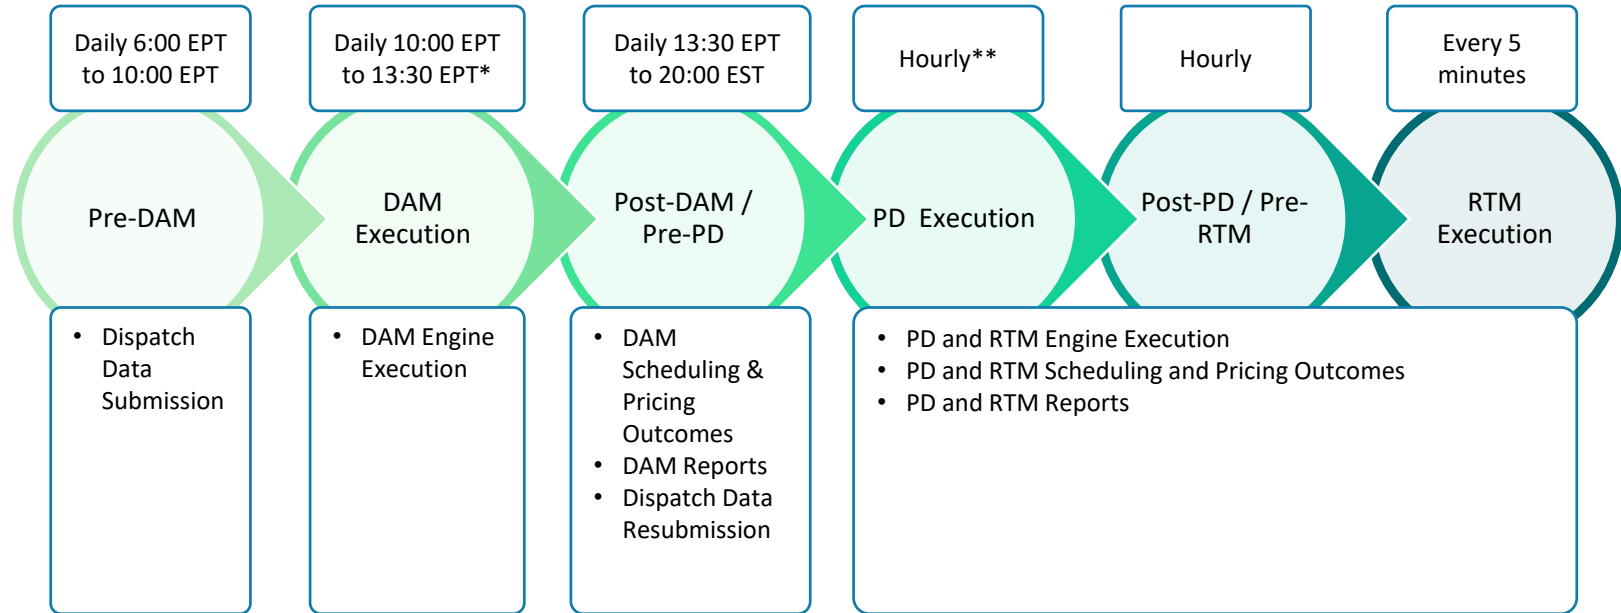 Daily 6:00 EPT
to 10:00 EPT
Daily 10:00 EPT
to 13:30 EPT*
Daily 13:30 EPT
to 20:00 EST
Hourly**
Hourly
Every 5
minutes
Pre-DAM
DAM
Execution
Post-DAM /
Pre-PD
PD Execution
Post-PD / Pre-
RTM
RTM
Execution
• Dispatch
Data
Submission
• DAM Engine
Execution
• DAM
Scheduling &
Pricing
Outcomes
• DAM Reports
• Dispatch Data
Resubmission
• PD and RTM Engine Execution
• PD and RTM Scheduling and Pricing Outcomes
• PD and RTM Reports